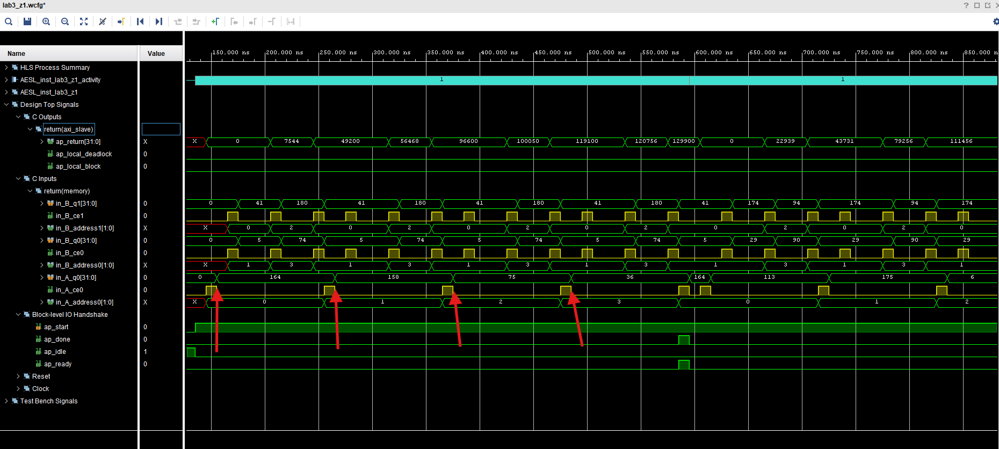 lab3_z1.wcfg*
Name Value
150.000 ns 200.000 ns 250.000 ns 300.000 ns 350.000 ns 400.000 ns 450.000 ns 500.000 ns 550.000 ns 600.000 ns 650.000 ns 700.000 ns 750.000 ns 800.000 ns 850.000 n
HLS Process Summary
AESL_inst_lab3_z1_activity 1 1
AESL_inst_lab3_z1
Design Top Signals
C Outputs
return(axi_slave)
ap_return[31:0] X X 0 7544 49200 56468 96600 100050 119100 120756 129900 0 22939 43731 79256 111456
ap_local_deadlock 0
ap_local_block 0
C Inputs
return(memory)
in_B_q1[31:0] 0 0 41 180 41 180 41 180 41 180 41 174 94 174 94 174
in_B_ce1 0
in_B_address1[1:0] X X 0 2 0 2 0 2 0 2 0 2 0 2 0
in_B_q0[31:0] 0 0 5 74 5 74 5 74 5 74 5 29 90 29 90 29
in_B_ce0 0
in_B_address0[1:0] X X 1 3 1 3 1 3 1 3 1 3 1 3 1
in_A_q0[31:0] 0 0 164 158 75 36 164 113 175 6
in_A_ce0 0
in_A_address0[1:0] X X 0 1 2 3 0 1 2
Block-level IO Handshake
ap_start 0
ap_done 0
ap_idle 1
ap_ready 0
Reset
Clock
Test Bench Signals